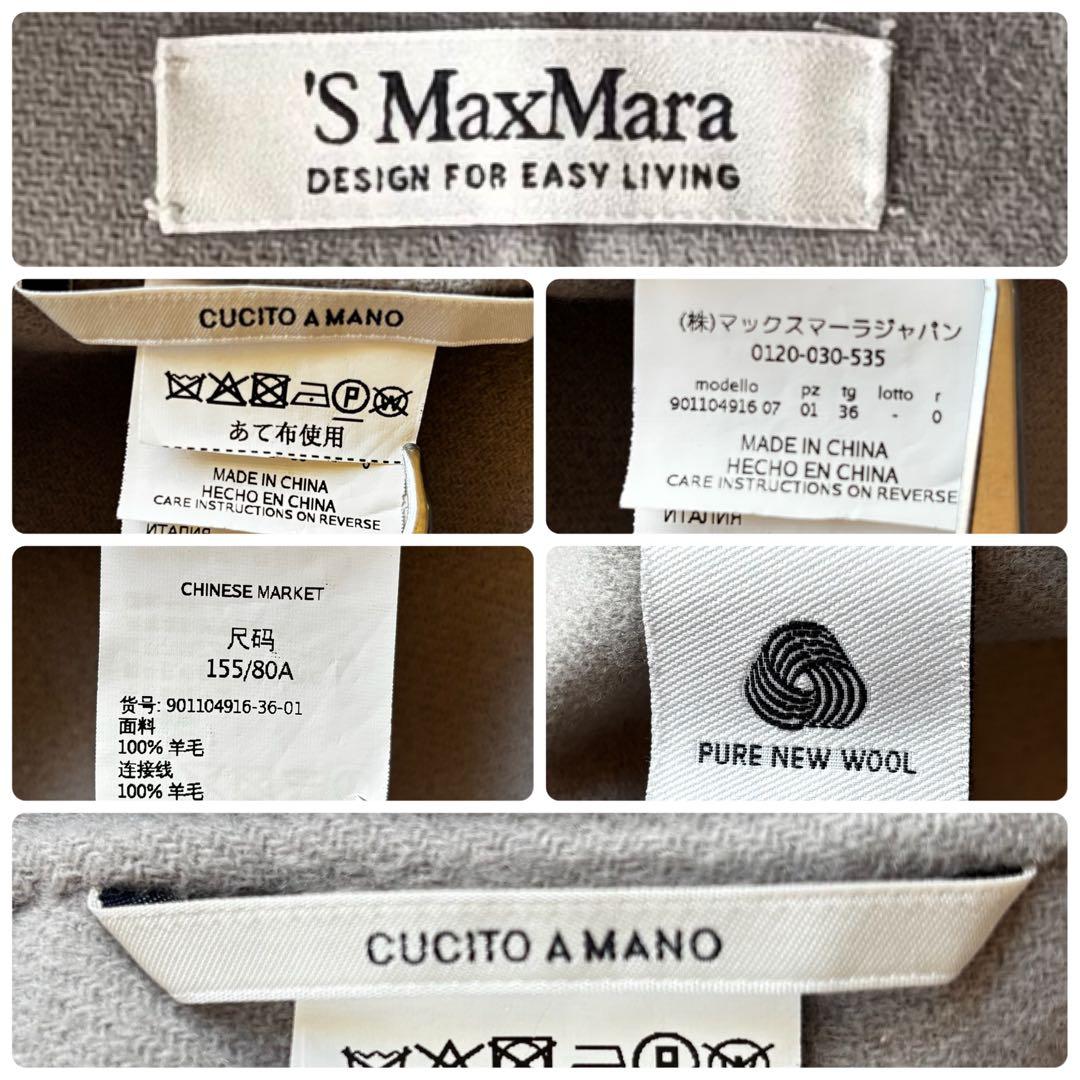 'S MaxMara
DESIGN FOR EASY LIVING
CUCITO A MANO
P
W
あて布使用
MADE IN CHINA
HECHO EN CHINA
CARE INSTRUCTIONS ON REVERSE
ИТАЛИЯ
(株)マックスマーラジャパン
0120-030-535
modello pz tg lotto r
901104916 07 01 36 - 0
MADE IN CHINA
HECHO EN CHINA
CARE INSTRUCTIONS ON REVERSE
ИТАЛИЯ
CHINESE MARKET
尺码
155/80A
货号: 901104916-36-01
面料
100% 羊毛
连接线
100% 羊毛
PURE NEW WOOL
CUCITO A MANO